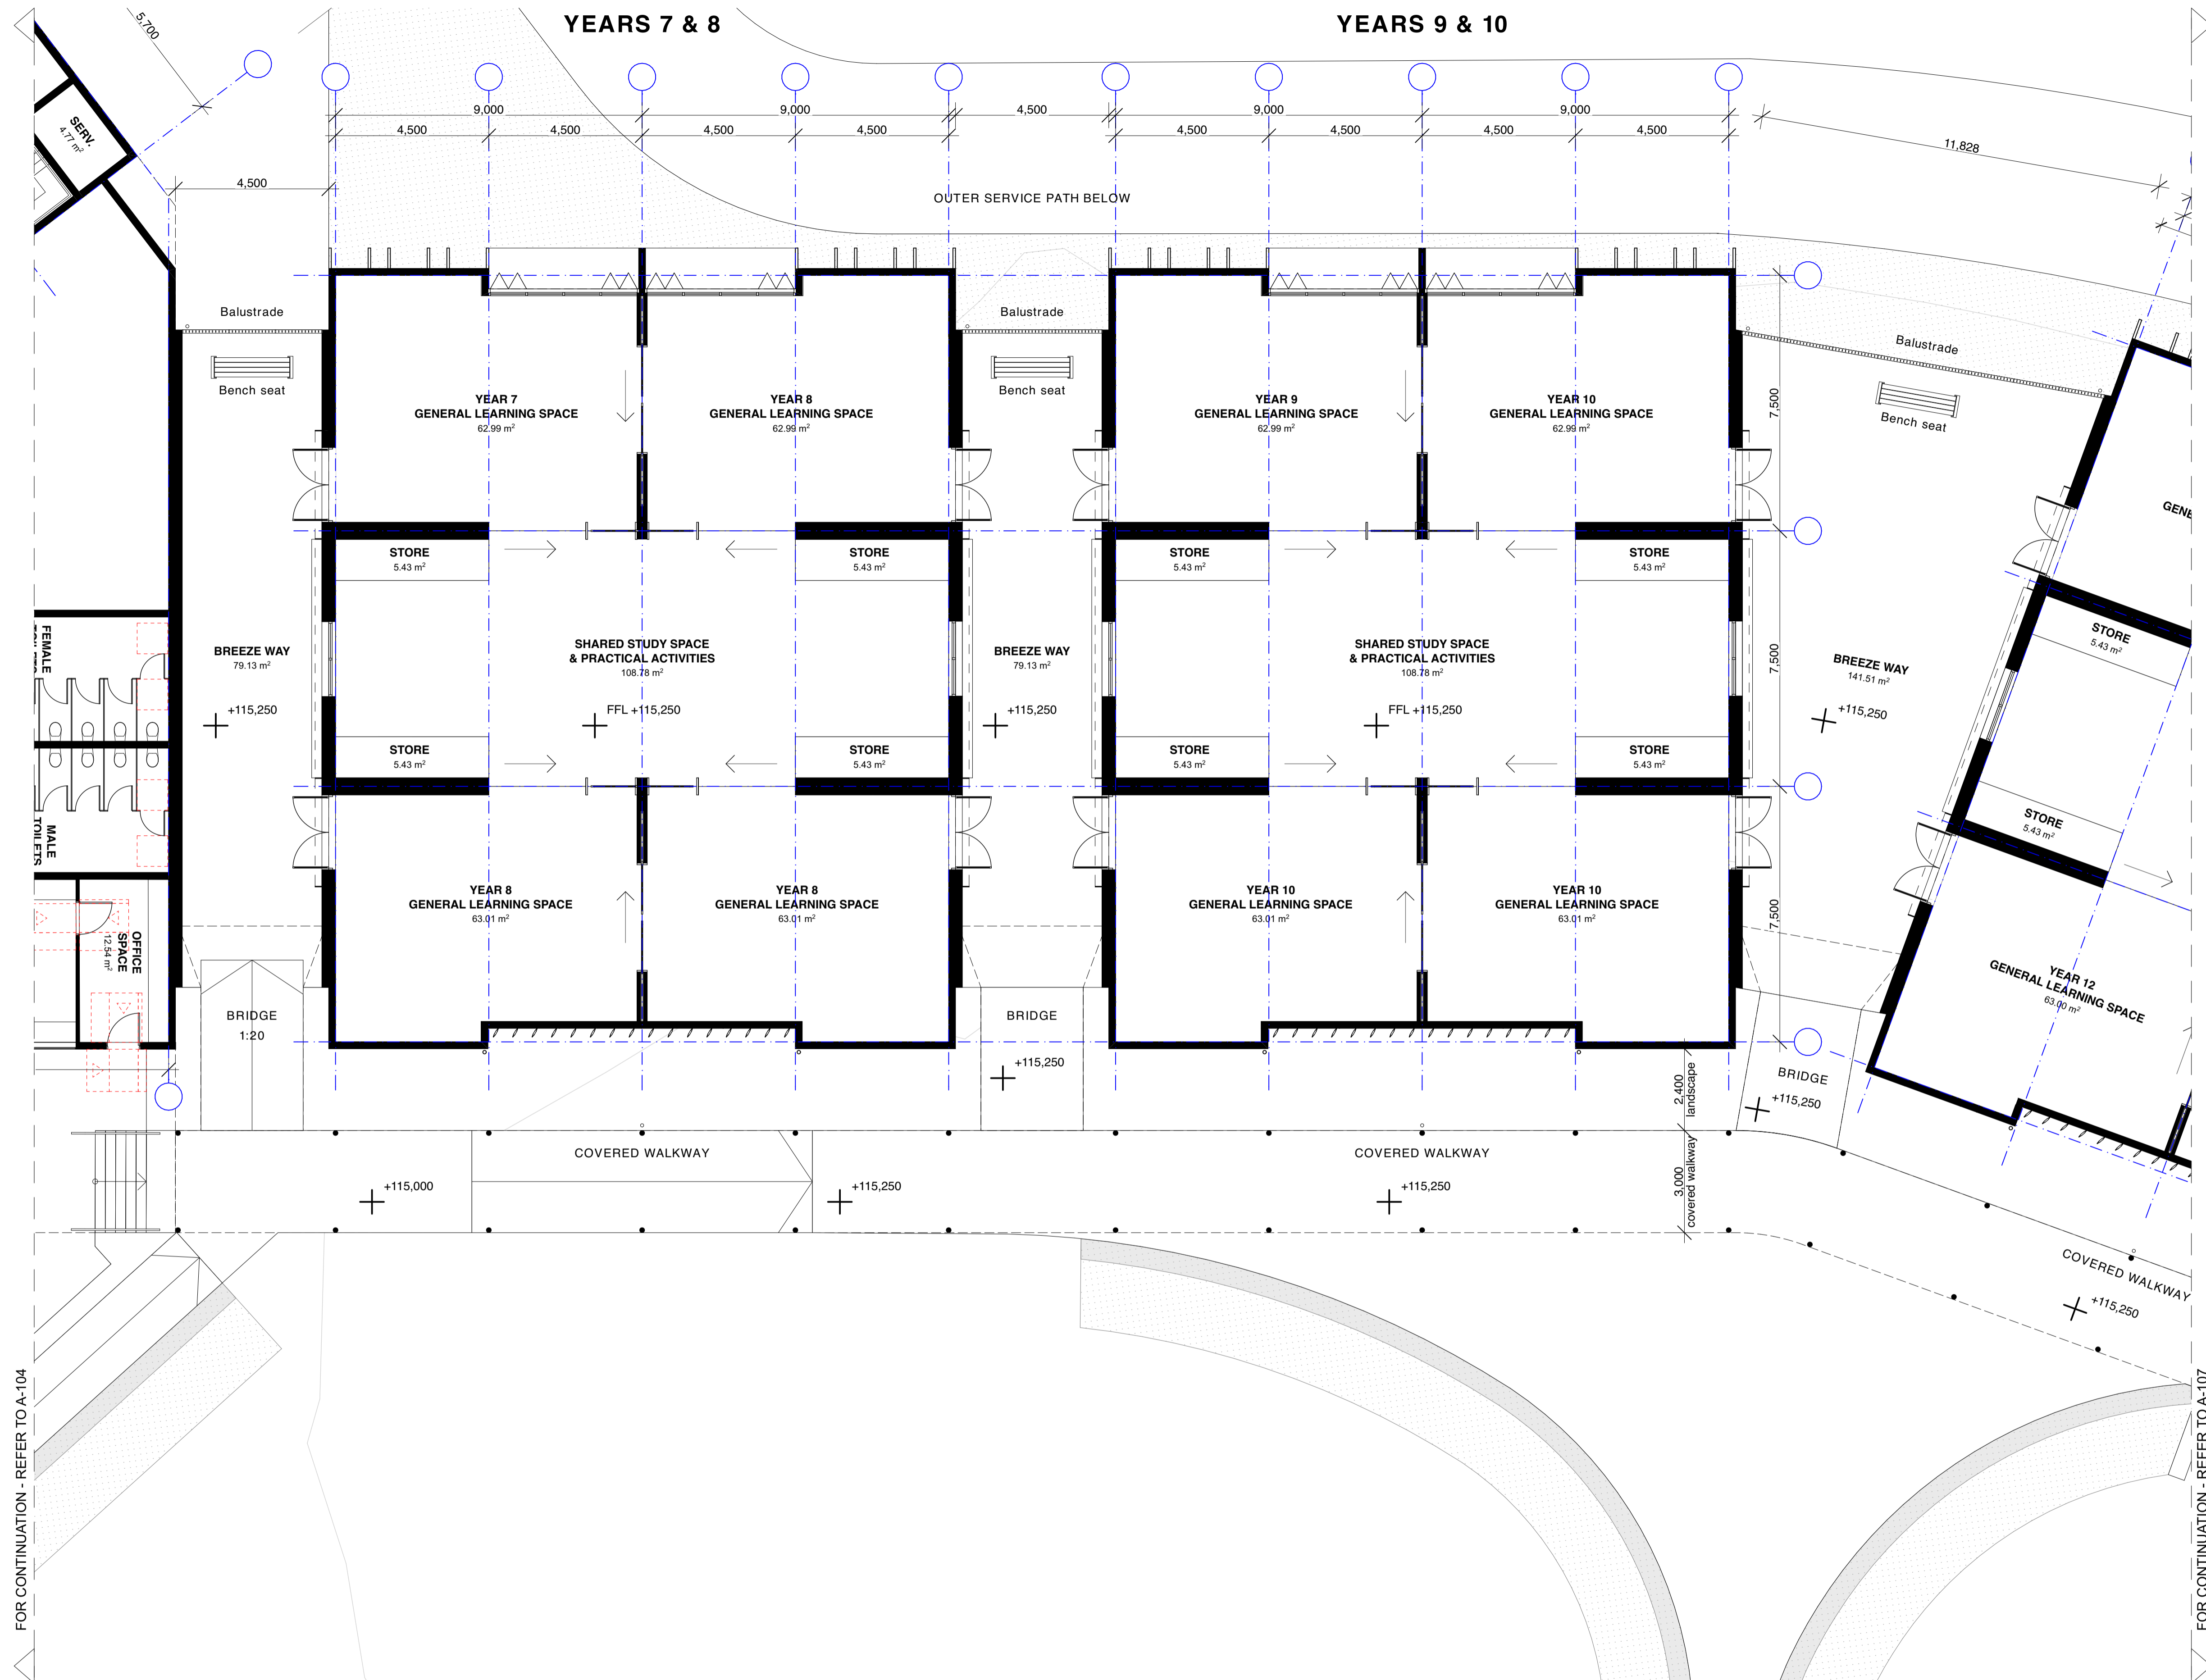 YEARS 7 & 8
YEARS 9 & 10
5,700
SERV.
4.77 m²
9,000
9,000
4,500
9,000
9,000
4,500
4,500
4,500
4,500
4,500
4,500
4,500
4,500
11,828
4,500
OUTER SERVICE PATH BELOW
Balustrade
Balustrade
Balustrade
Bench seat
Bench seat
Bench seat
YEAR 7
GENERAL LEARNING SPACE
62.99 m²
YEAR 8
GENERAL LEARNING SPACE
62.99 m²
YEAR 9
GENERAL LEARNING SPACE
62.99 m²
YEAR 10
GENERAL LEARNING SPACE
62.99 m²
7,500
STORE
5.43 m²
STORE
5.43 m²
STORE
5.43 m²
STORE
5.43 m²
STORE
5.43 m²
FEMALE
BREEZE WAY
79.13 m²
+115,250
SHARED STUDY SPACE
& PRACTICAL ACTIVITIES
108.78 m²
FFL +115,250
BREEZE WAY
79.13 m²
+115,250
SHARED STUDY SPACE
& PRACTICAL ACTIVITIES
108.78 m²
FFL +115,250
7,500
BREEZE WAY
141.51 m²
+115,250
STORE
5.43 m²
STORE
5.43 m²
STORE
5.43 m²
STORE
5.43 m²
STORE
5.43 m²
MALE
TOILETS
OFFICE
SPACE
12.54 m²
YEAR 8
GENERAL LEARNING SPACE
63.01 m²
YEAR 8
GENERAL LEARNING SPACE
63.01 m²
YEAR 10
GENERAL LEARNING SPACE
63.01 m²
YEAR 10
GENERAL LEARNING SPACE
63.01 m²
7,500
YEAR 12
GENERAL LEARNING SPACE
63.00 m²
BRIDGE
1:20
BRIDGE
+115,250
BRIDGE
+115,250
2,400
landscape
3,000
covered walkway
COVERED WALKWAY
COVERED WALKWAY
+115,000
+115,250
+115,250
COVERED WALKWAY
+115,250
FOR CONTINUATION - REFER TO A-104
FOR CONTINUATION - REFER TO A-107